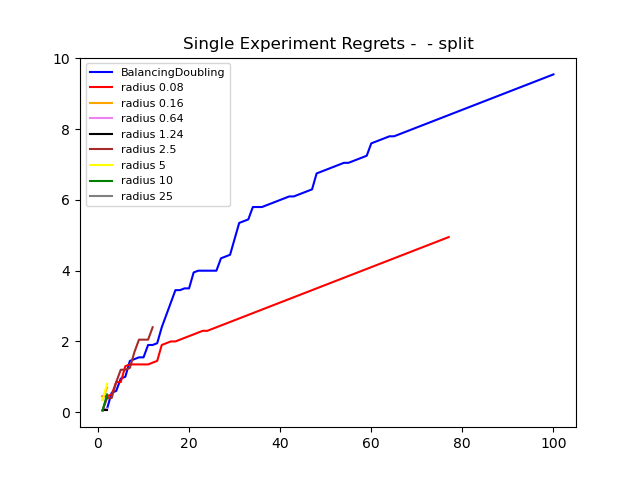 Single Experiment Regrets -  - split
10
8
6
4
2
0
BalancingDoubling
radius 0.08
radius 0.16
radius 0.64
radius 1.24
radius 2.5
radius 5
radius 10
radius 25
0 20 40 60 80 100